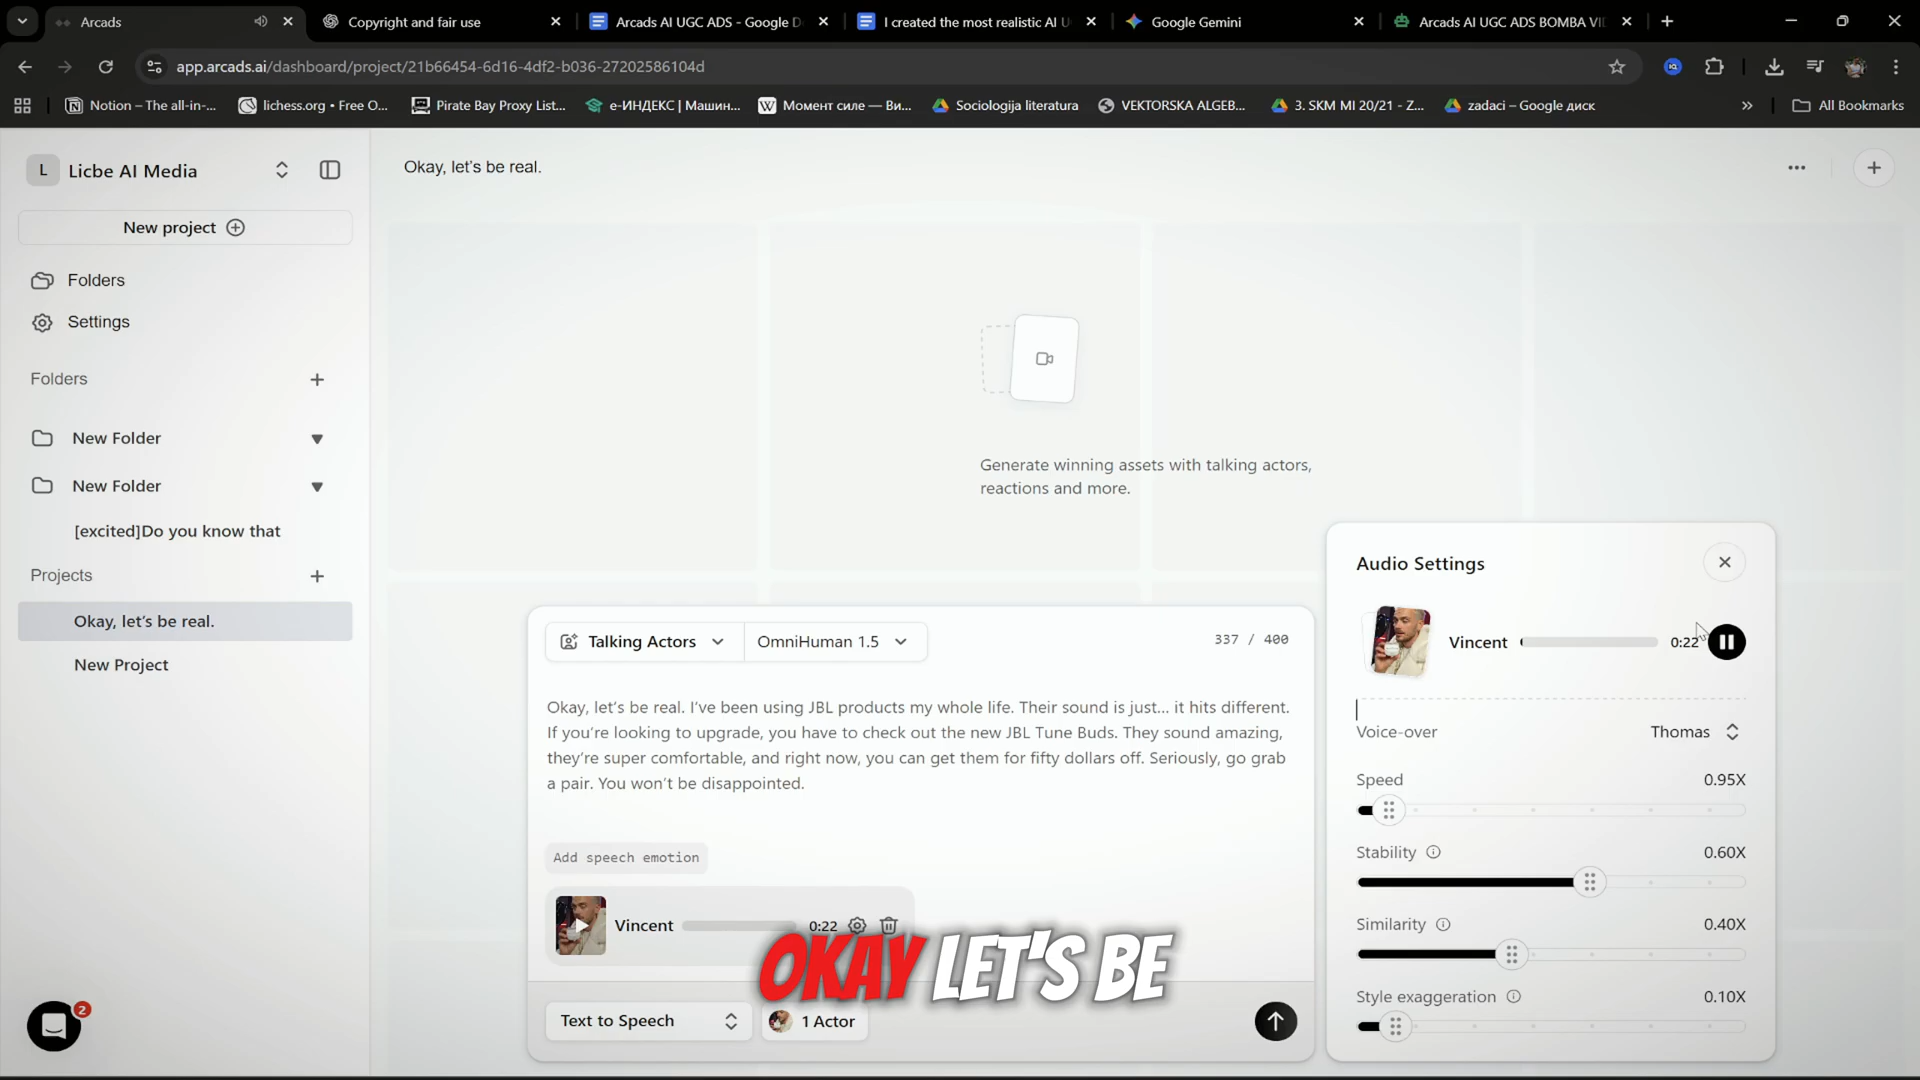 Arcads
Copyright and fair use
Arcads AI UGC ADS - Google D
I created the most realistic AI U
Google Gemini
Arcads AI UGC ADS BOMBA VI
app.arcads.ai/dashboard/project/21b66454-6d16-4df2-b036-27202586104d
Notion – The all-in-...
lichess.org • Free O...
Pirate Bay Proxy List...
е-ИНДЕКС | Машин...
Момент силе — Ви...
Sociologija literatura
VEKTORSKA ALGEB...
3. SKM MI 20/21 - Z...
zadaci – Google диск
All Bookmarks
L
Licbe AI Media
Okay, let's be real.
New project
Folders
Settings
Folders
New Folder
New Folder
[excited]Do you know that
Projects
Okay, let's be real.
New Project
2
Generate winning assets with talking actors,
reactions and more.
Talking Actors
OmniHuman 1.5
337 / 400
Okay, let's be real. I've been using JBL products my whole life. Their sound is just... it hits different.
If you're looking to upgrade, you have to check out the new JBL Tune Buds. They sound amazing,
they're super comfortable, and right now, you can get them for fifty dollars off. Seriously, go grab
a pair. You won't be disappointed.
Add speech emotion
Vincent
0:22
OKAY LET'S BE
Text to Speech
1 Actor
Audio Settings
Vincent
0:22
Voice-over
Thomas
Speed
0.95X
Stability
0.60X
Similarity
0.40X
Style exaggeration
0.10X